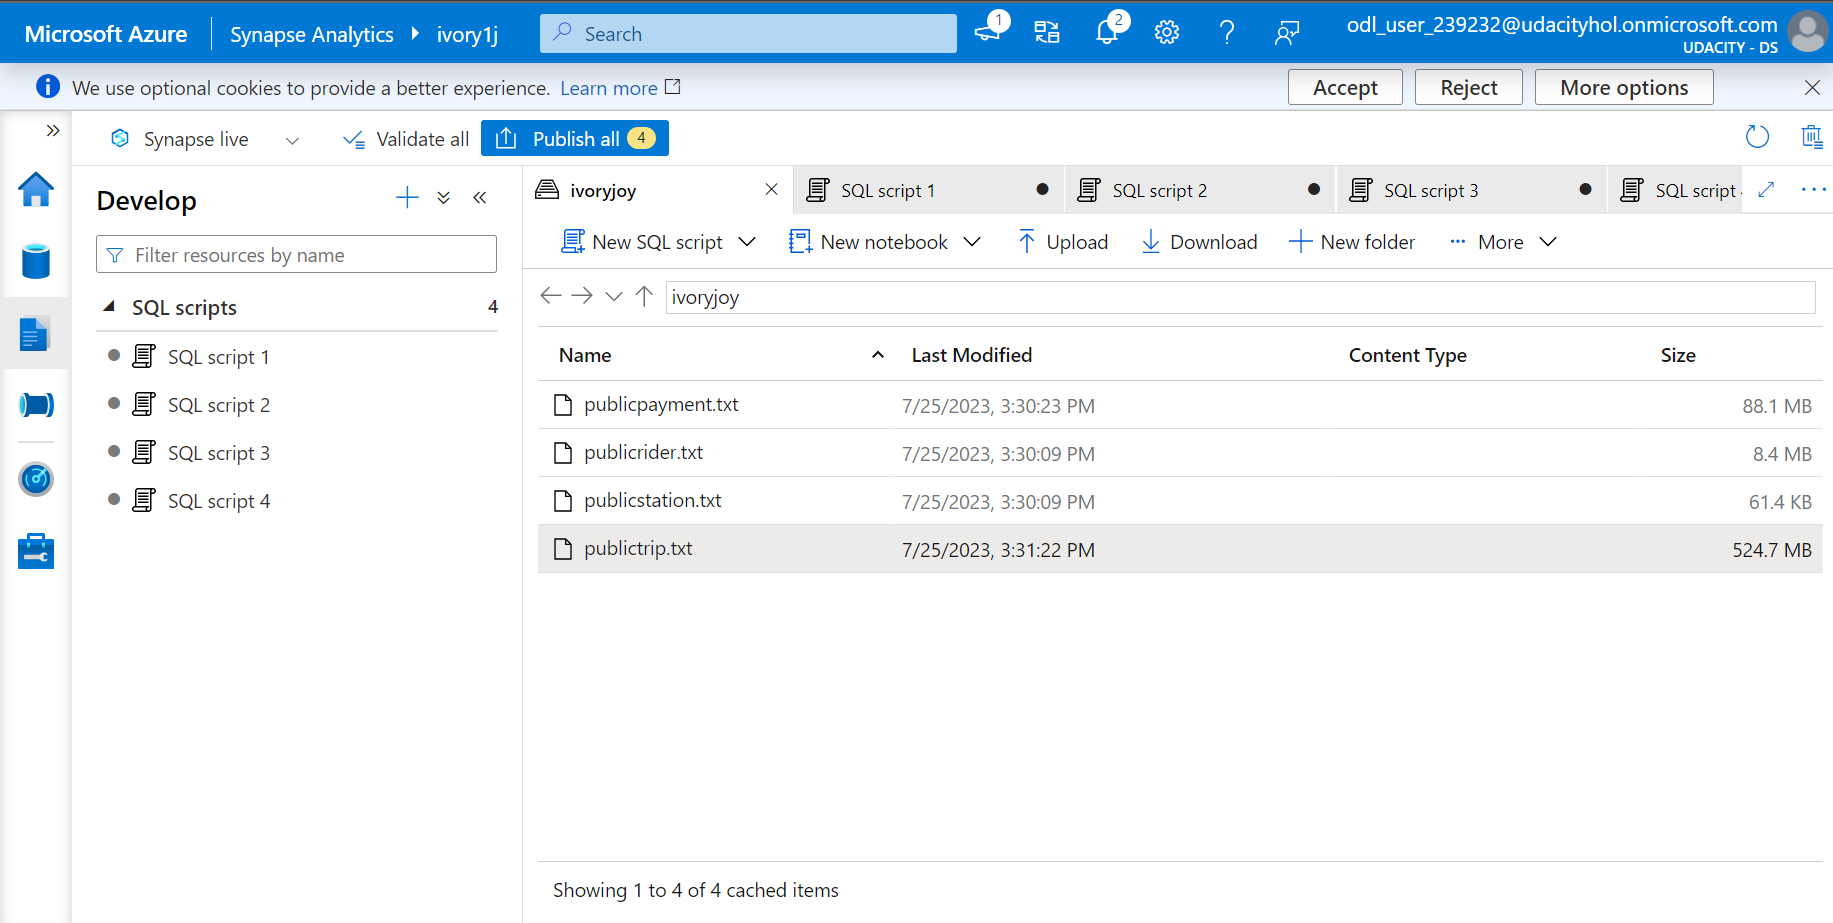 Microsoft Azure Synapse Analytics ivory1j Search 1 2 odl_user_239232@udacityhol.onmicrosoft.com
UDACITY - DS
We use optional cookies to provide a better experience. Learn more Accept Reject More options
Synapse live Validate all Publish all 4
Develop
Filter resources by name
SQL scripts 4
SQL script 1
SQL script 2
SQL script 3
SQL script 4
ivoryjoy SQL script 1 SQL script 2 SQL script 3 SQL script
New SQL script New notebook Upload Download New folder ... More
ivoryjoy
Name Last Modified Content Type Size
publicpayment.txt 7/25/2023, 3:30:23 PM 88.1 MB
publicrider.txt 7/25/2023, 3:30:09 PM 8.4 MB
publicstation.txt 7/25/2023, 3:30:09 PM 61.4 KB
publictrip.txt 7/25/2023, 3:31:22 PM 524.7 MB
Showing 1 to 4 of 4 cached items